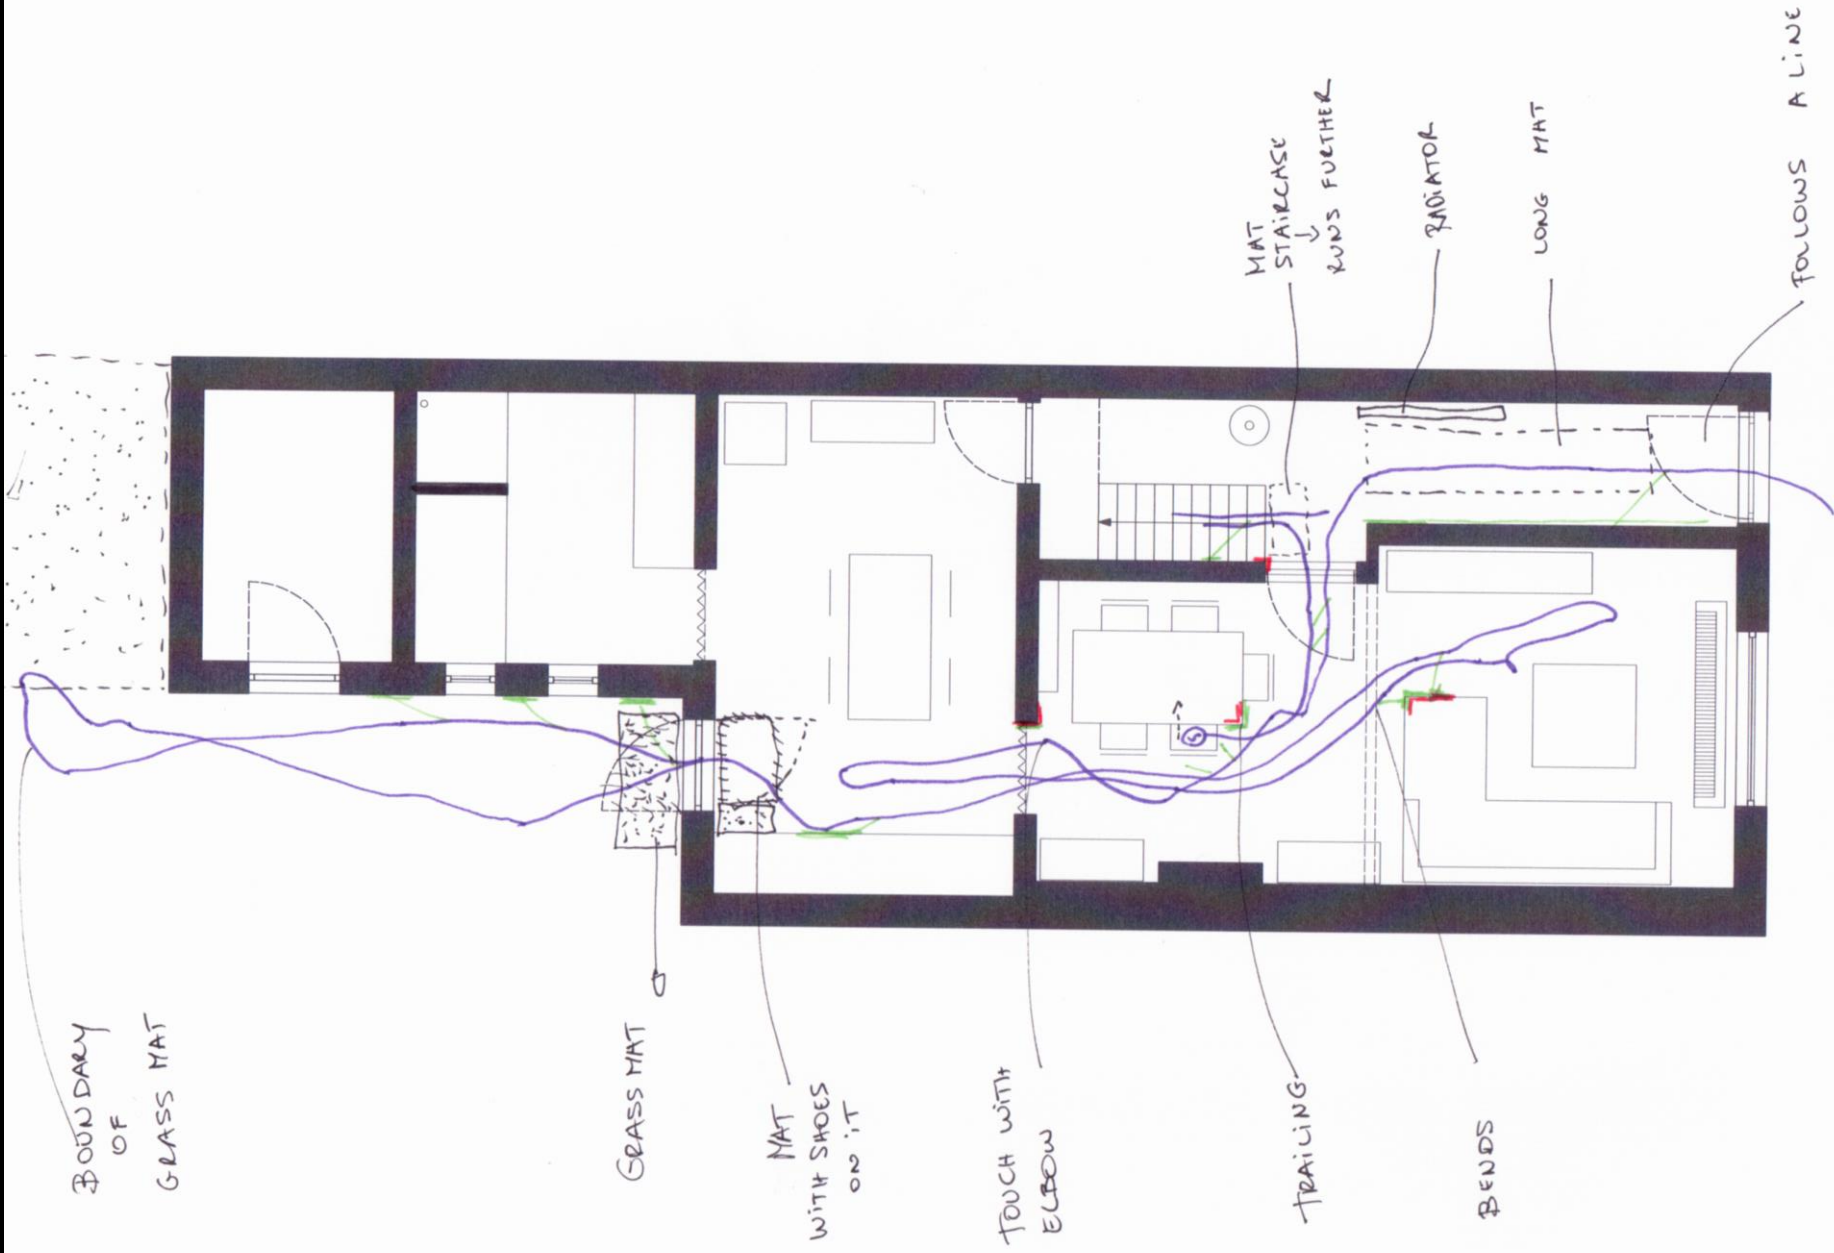 BOUNDARY
OF
GRASS MAT
GRASS MAT
MAT
WITH SHOES
ON iT
TOUCH WiTH
ELBOW
TRAiLiNG
BENDS
MAT
STAiRCASE
↓
RUNS FURTHER
RADiATOR
LONG MAT
FOLLOWS A LiNE
S